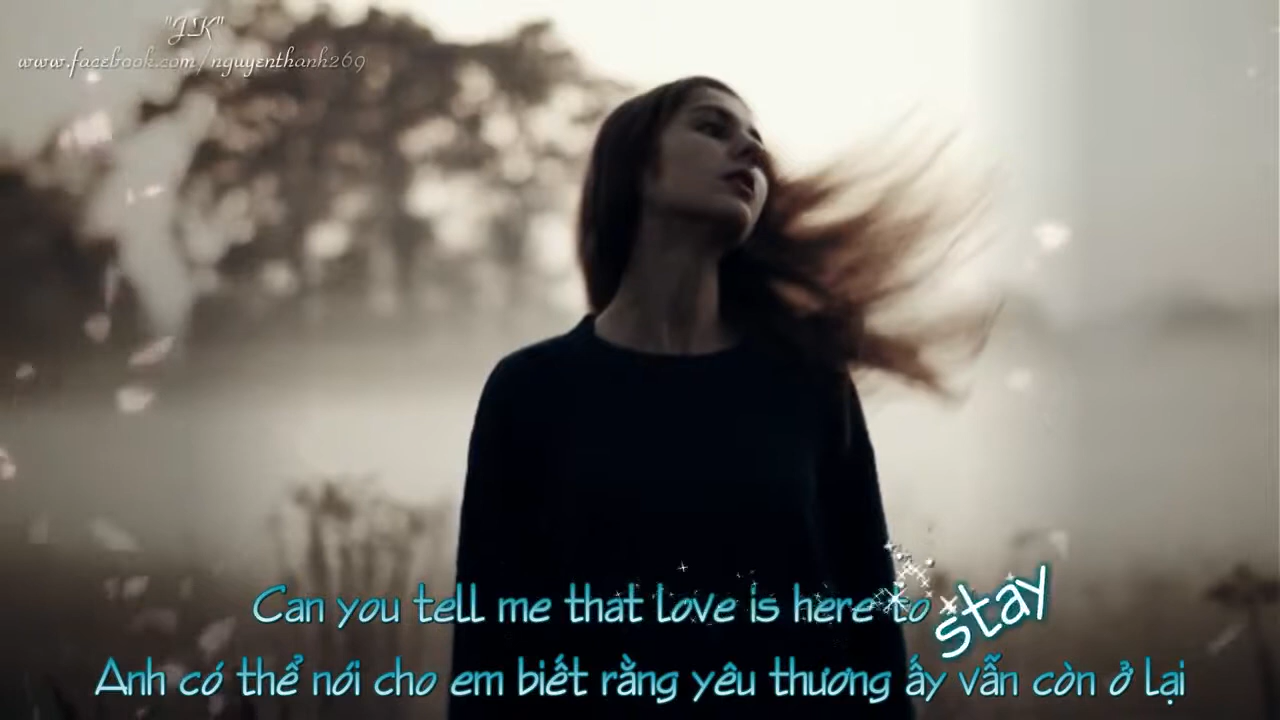 "J.K"
www.facebook.com/nguyenthanh269
Can you tell me that love is here to stay
Anh có thể nói cho em biết rằng yêu thương ấy vẫn còn ở lại